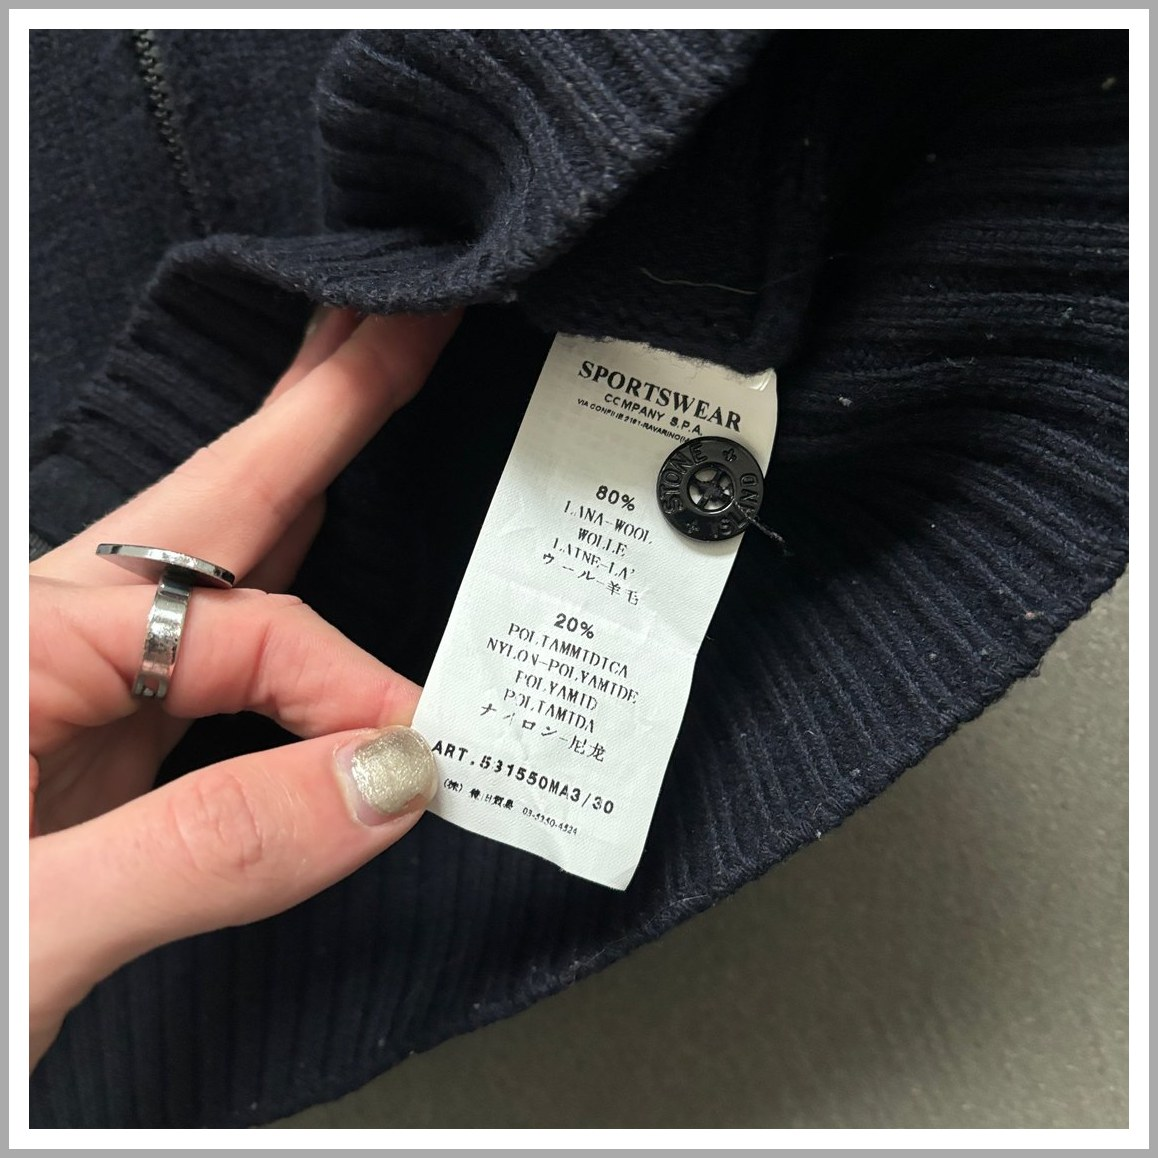 SPORTSWEAR
COMPANY S.P.A.
80%
LANA-WOOL
WOLLE
LAINE-LA'
ウール-羊毛
20%
POLIAMMIDICA
NYLON-POLYAMIDE
POLYAMID
POLIAMIDA
ナイロン-尼龙
ART.531550MA3/30
(株)
STONE ISLAND